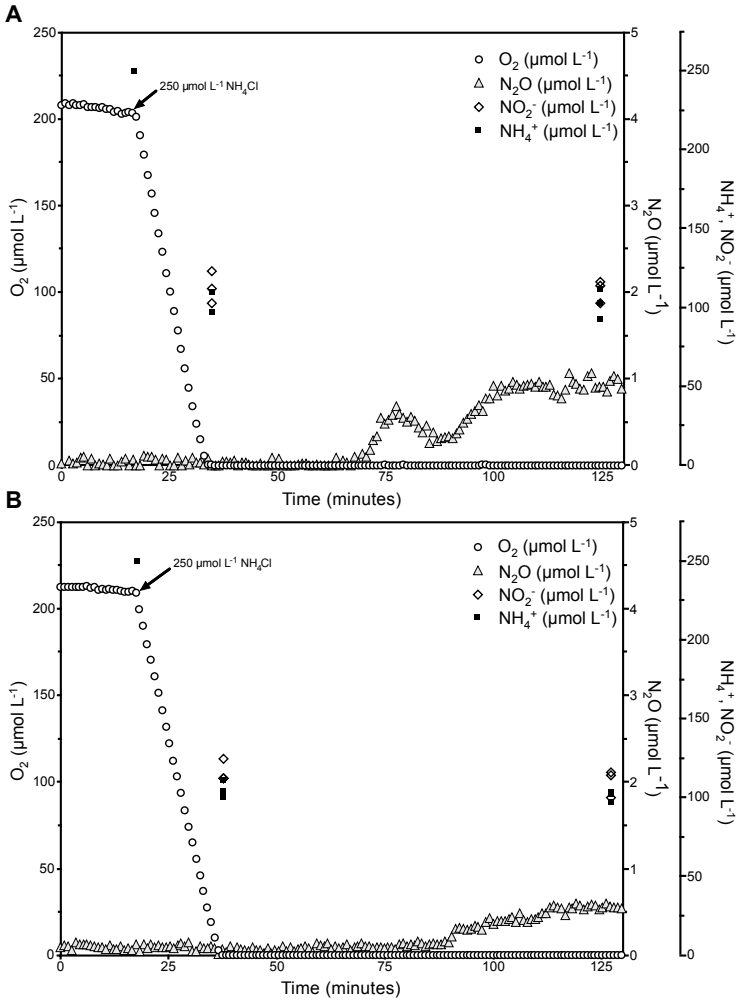 A
250
200
150
100
50
0
O₂ (µmol L⁻¹)
250 µmol L⁻¹ NH₄Cl
O₂ (µmol L⁻¹)
N₂O (µmol L⁻¹)
NO₂⁻ (µmol L⁻¹)
NH₄⁺ (µmol L⁻¹)
5
4
3
2
1
0
N₂O (µmol L⁻¹)
250
200
150
100
50
0
NH₄⁺, NO₂⁻
(µmol L⁻¹)
0 25 50 75 100 125
Time (minutes)
B
250
200
150
100
50
0
O₂ (µmol L⁻¹)
250 µmol L⁻¹ NH₄Cl
O₂ (µmol L⁻¹)
N₂O (µmol L⁻¹)
NO₂⁻ (µmol L⁻¹)
NH₄⁺ (µmol L⁻¹)
5
4
3
2
1
0
N₂O (µmol L⁻¹)
250
200
150
100
50
0
NH₄⁺, NO₂⁻
(µmol L⁻¹)
0 25 50 75 100 125
Time (minutes)